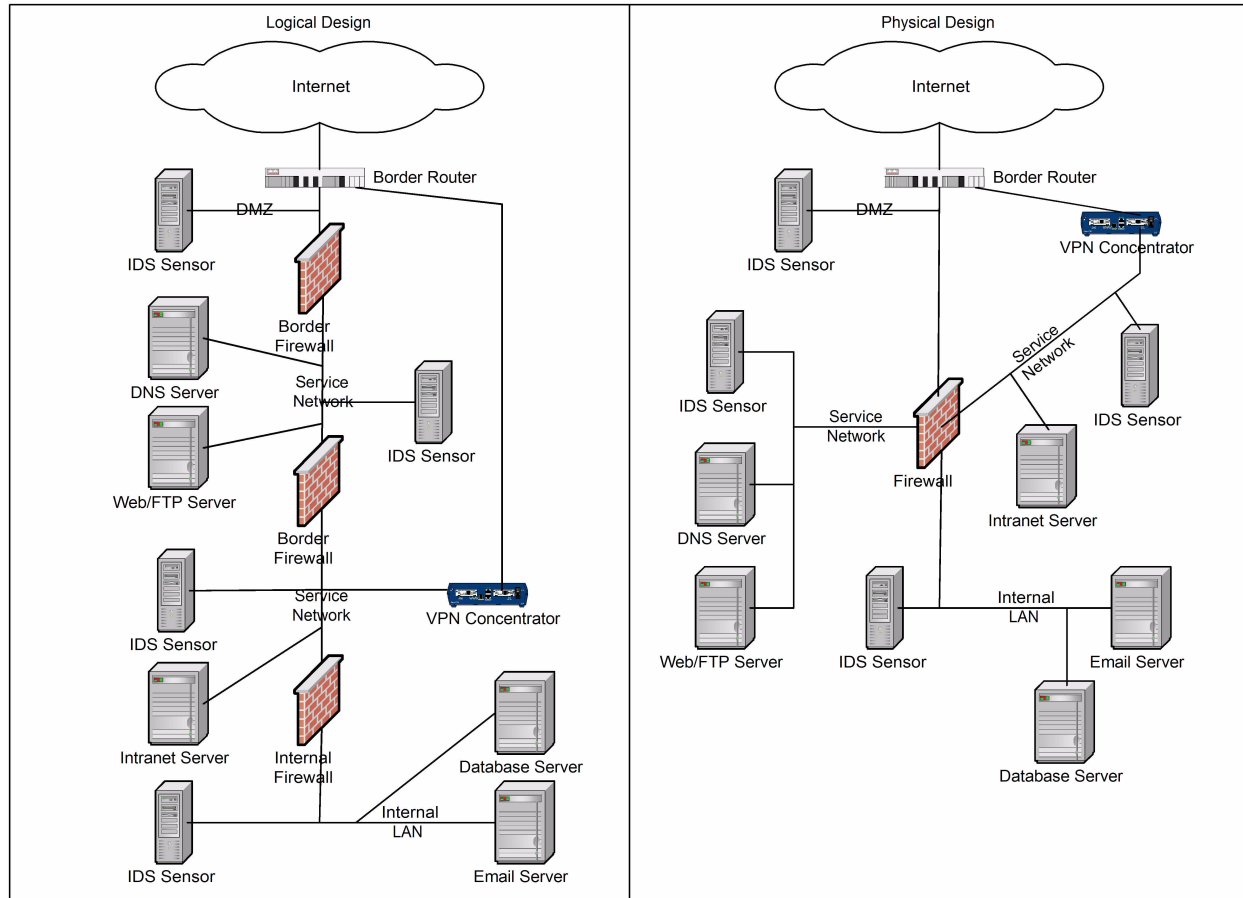 Logical Design
Internet
Border Router
DMZ
IDS Sensor
Border
Firewall
DNS Server
Service
Network
IDS Sensor
Web/FTP Server
Border
Firewall
Service
Network
VPN Concentrator
IDS Sensor
Intranet Server
Internal
Firewall
Database Server
Internal
LAN
IDS Sensor
Email Server
Physical Design
Internet
Border Router
DMZ
IDS Sensor
VPN Concentrator
Service
Network
IDS Sensor
IDS Sensor
Service
Network
Firewall
Intranet Server
DNS Server
Internal
LAN
Web/FTP Server
IDS Sensor
Email Server
Database Server